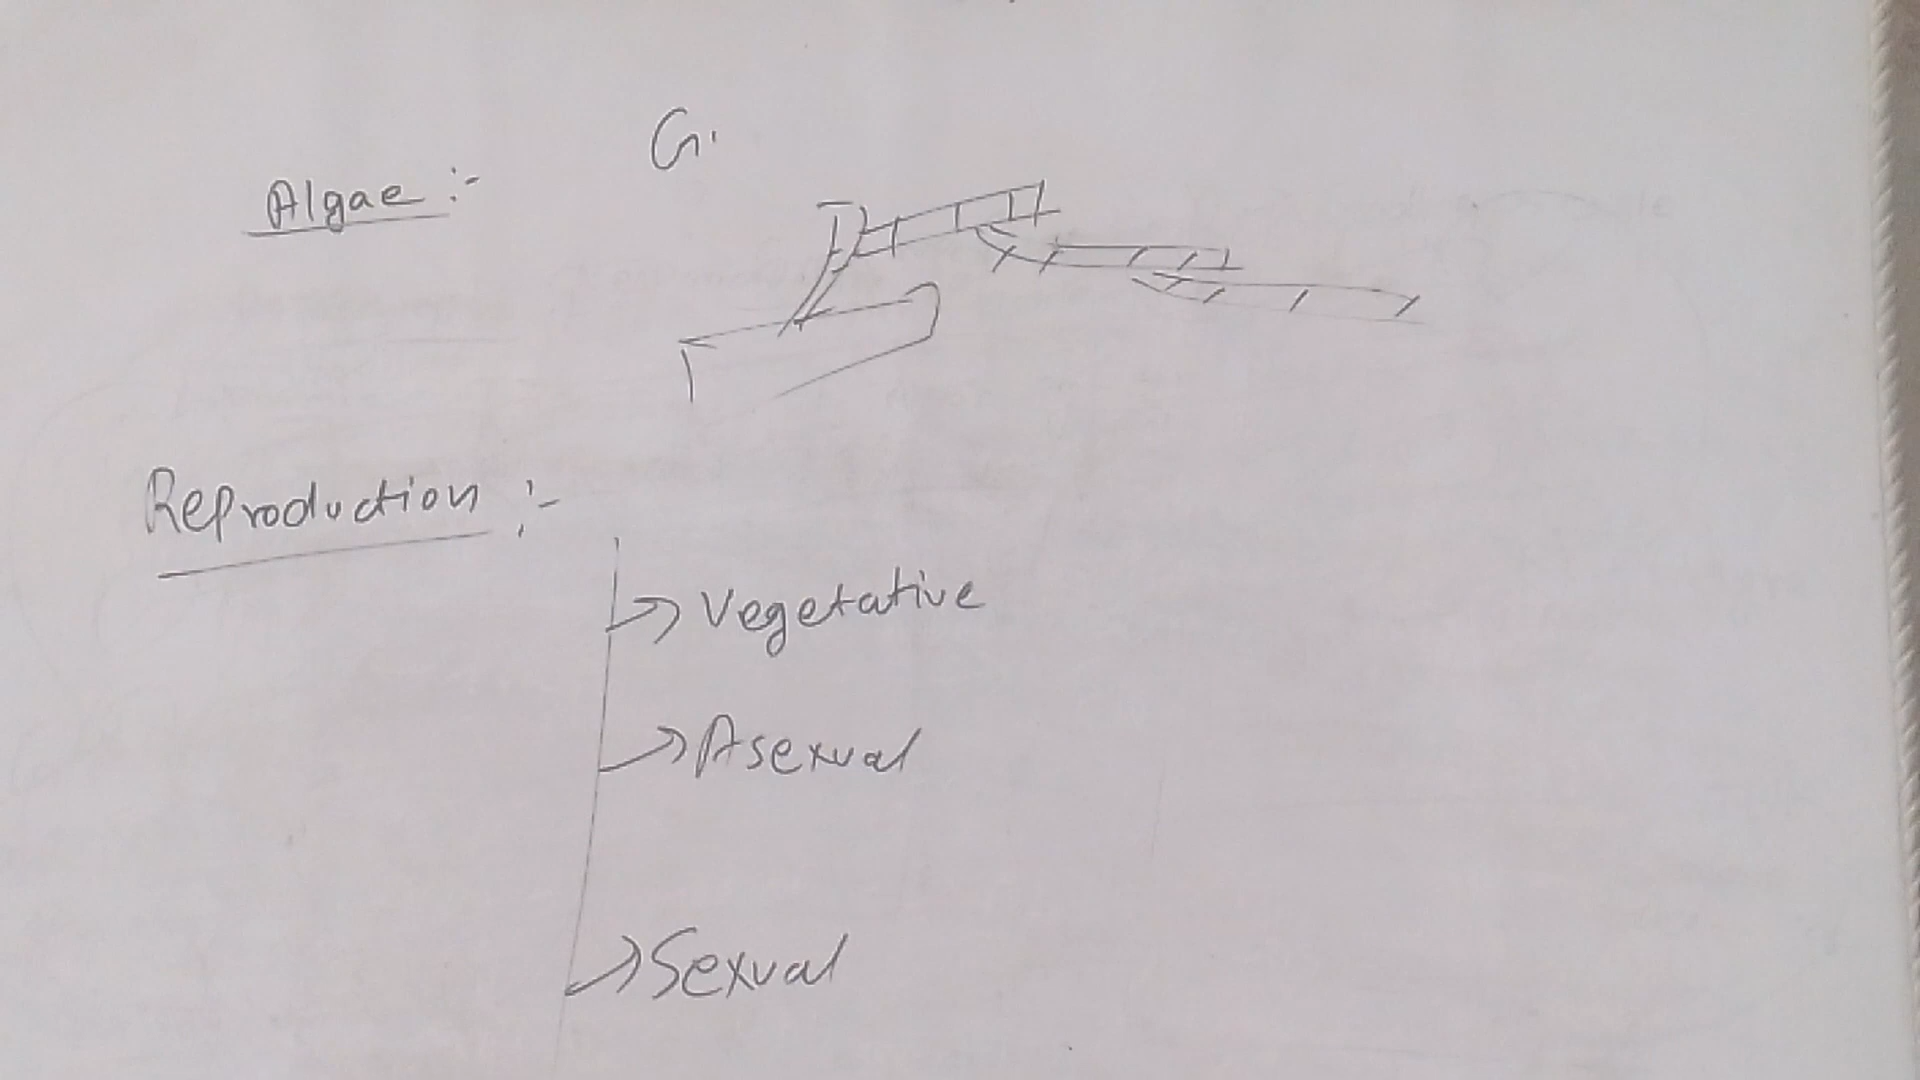 G.
Algae :-
Reproduction :-
→ Vegetative
→ Asexual
→ Sexual